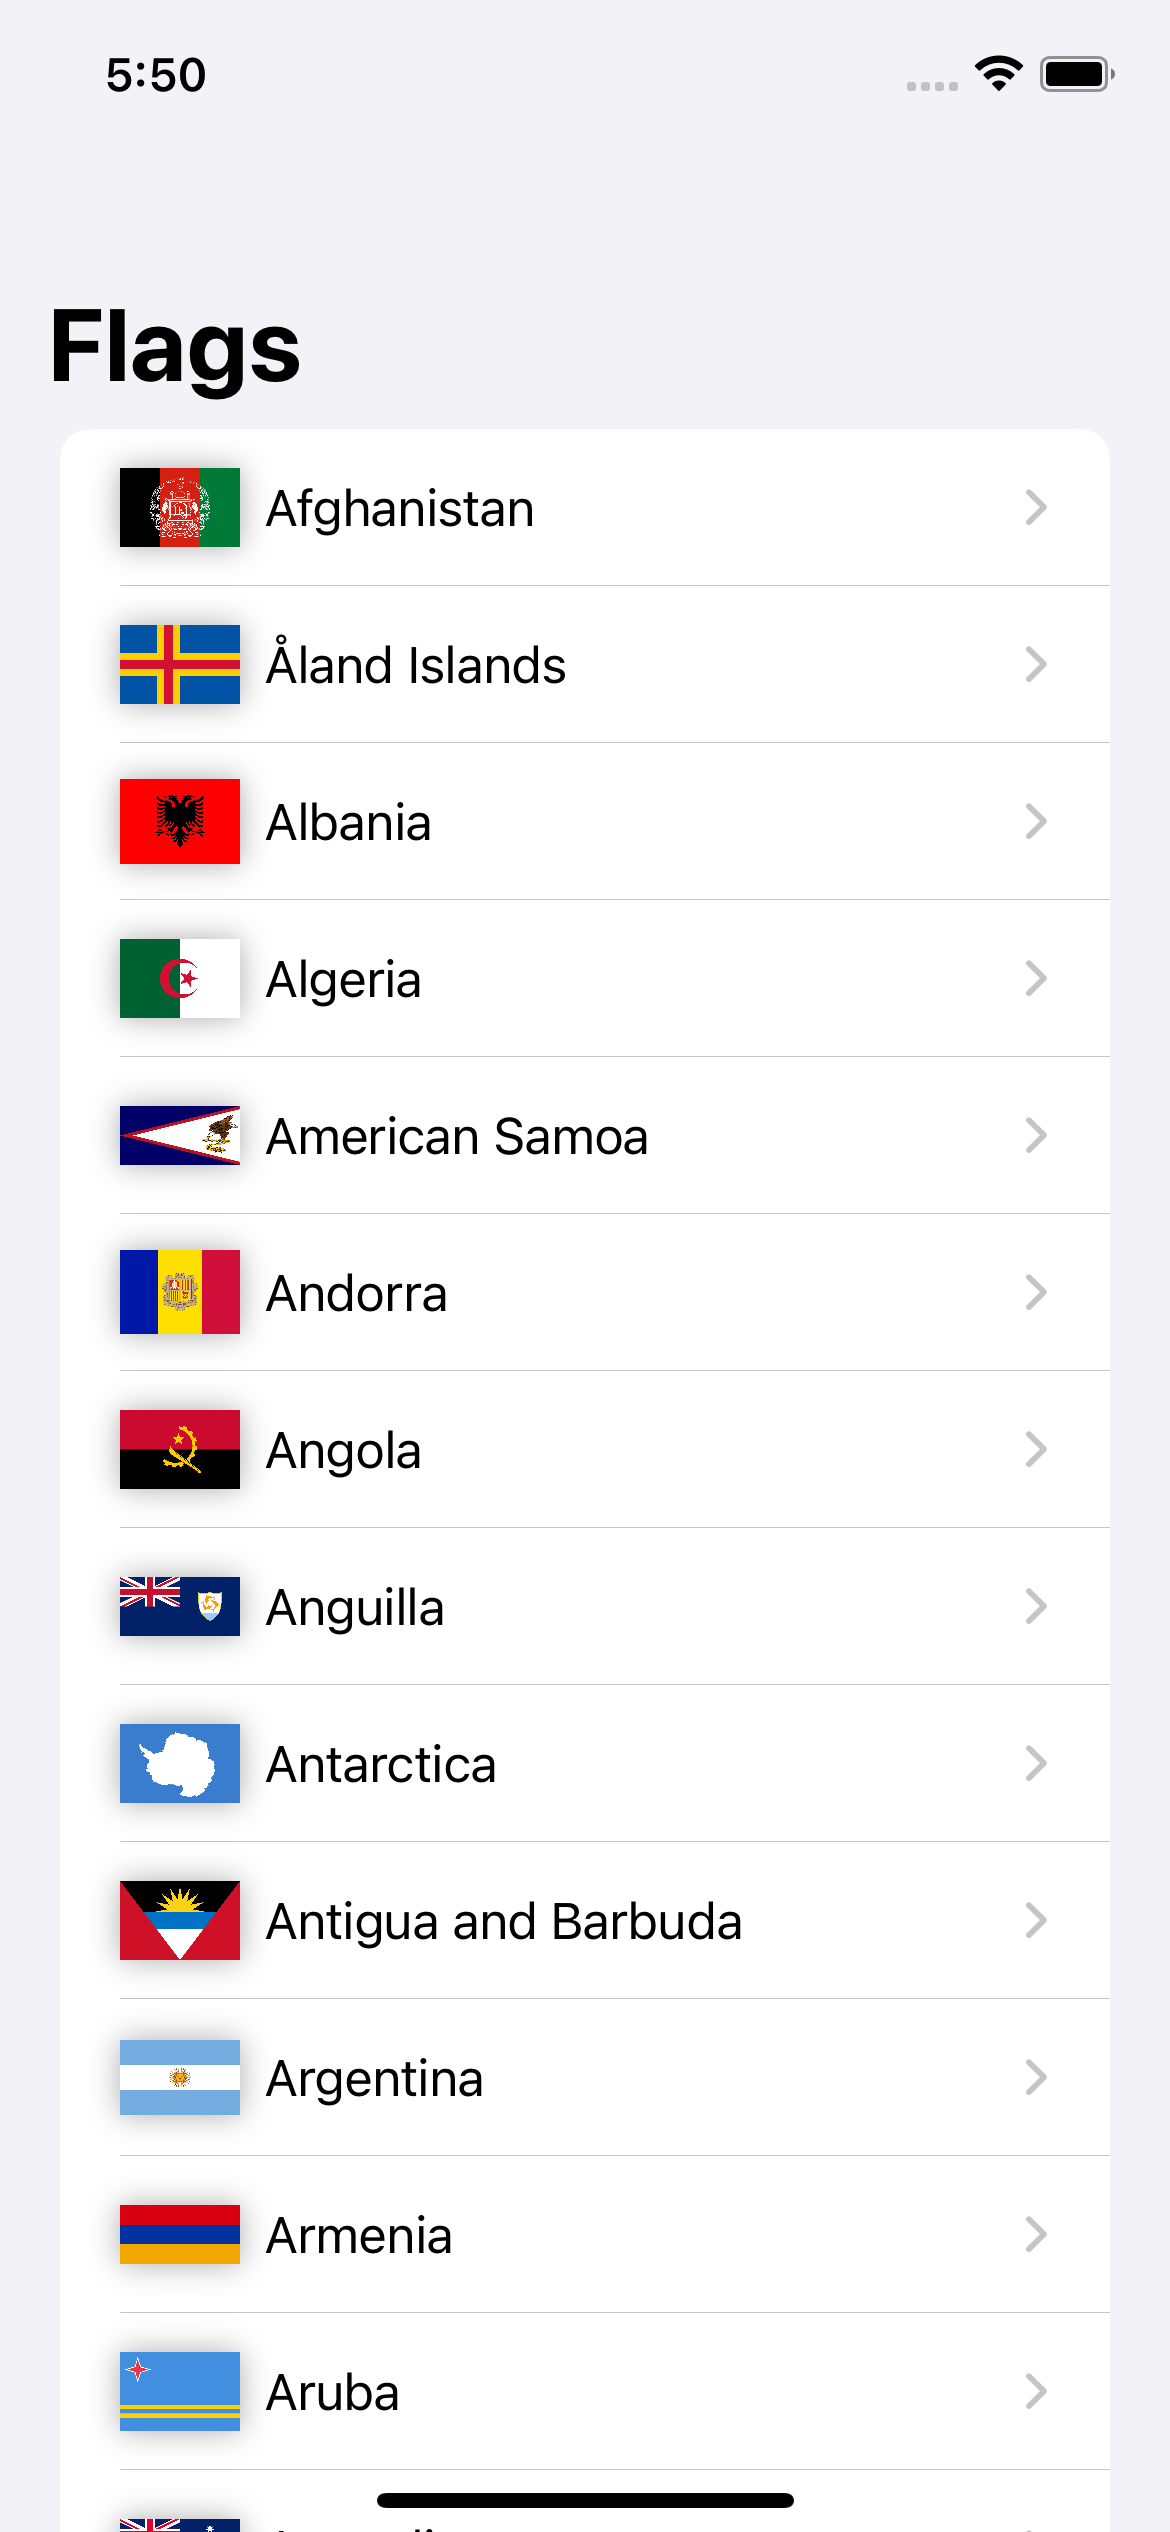 5:50
Flags
Afghanistan
Åland Islands
Albania
Algeria
American Samoa
Andorra
Angola
Anguilla
Antarctica
Antigua and Barbuda
Argentina
Armenia
Aruba